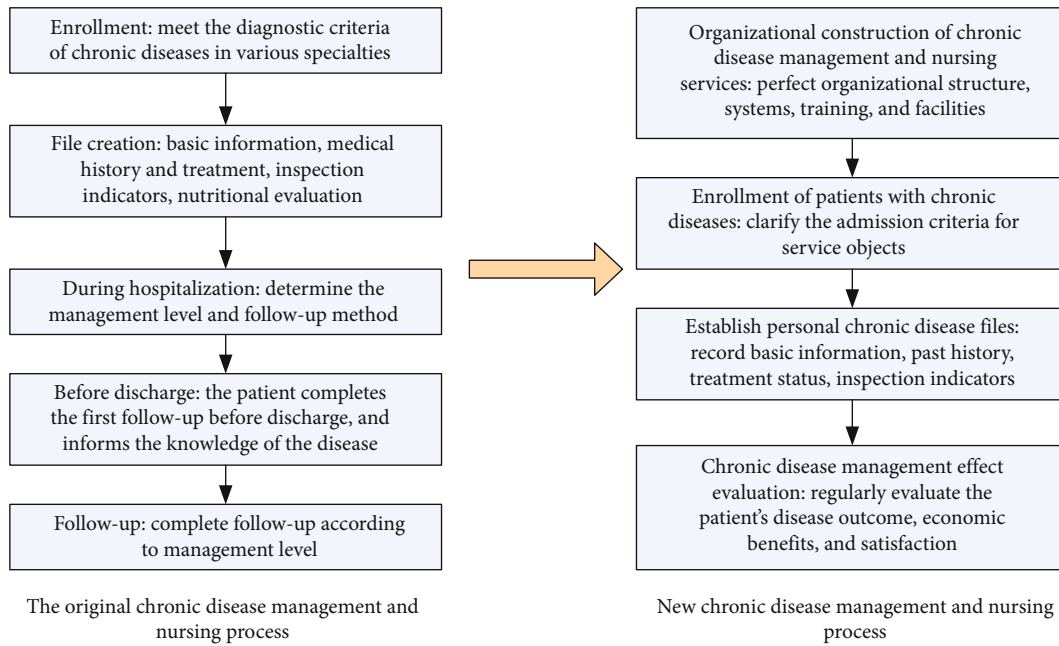 Enrollment: meet the diagnostic criteria
of chronic diseases in various specialties
File creation: basic information, medical
history and treatment, inspection
indicators, nutritional evaluation
During hospitalization: determine the
management level and follow-up method
Before discharge: the patient completes
the first follow-up before discharge, and
informs the knowledge of the disease
Follow-up: complete follow-up according
to management level
The original chronic disease management and
nursing process
Organizational construction of chronic
disease management and nursing
services: perfect organizational structure,
systems, training, and facilities
Enrollment of patients with chronic
diseases: clarify the admission criteria for
service objects
Establish personal chronic disease files:
record basic information, past history,
treatment status, inspection indicators
Chronic disease management effect
evaluation: regularly evaluate the
patient's disease outcome, economic
benefits, and satisfaction
New chronic disease management and nursing
process